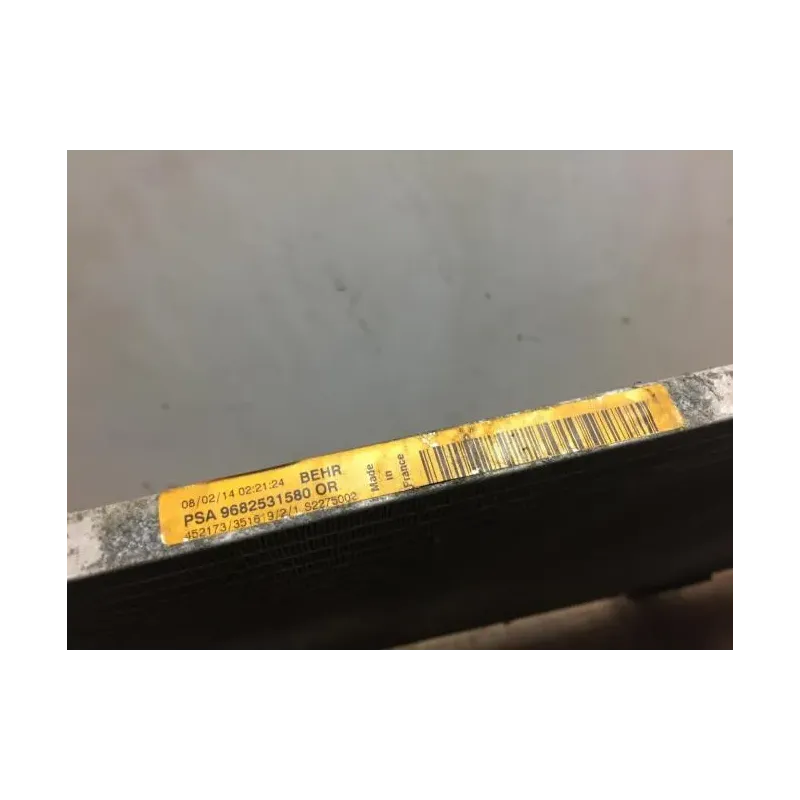 08/02/14 02:21:24 BEHR
PSA 9682531580 OR
452173/351619/2/1 S2275002
Made
in
France